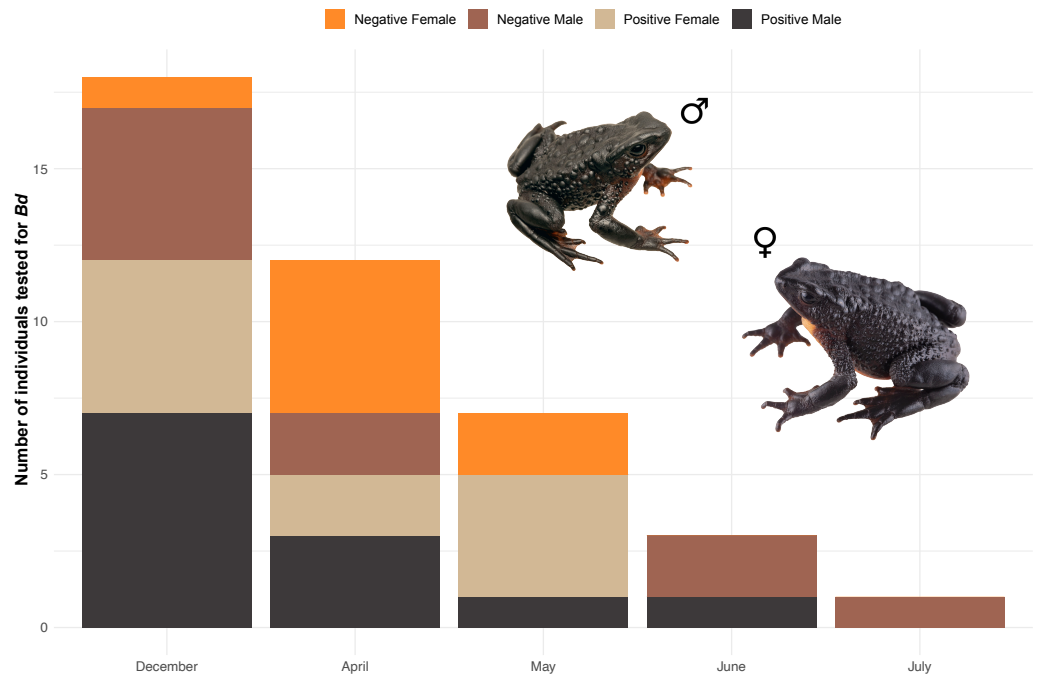 Negative Female Negative Male Positive Female Positive Male
Number of individuals tested for Bd
15
10
5
0
♂
♀
December April May June July